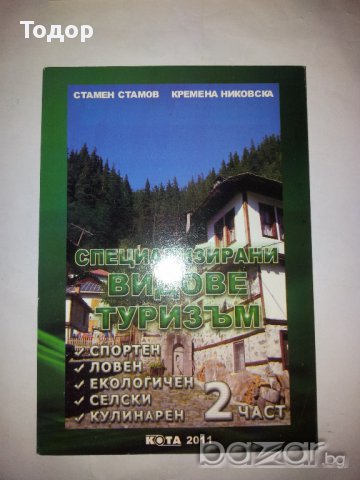 Тодор
СТАМЕН СТАМОВ КРЕМЕНА НИКОВСКА
СПЕЦИАЛИЗИРАНИ
ВИДОВЕ
ТУРИЗЪМ
✓ СПОРТЕН
✓ ЛОВЕН
✓ ЕКОЛОГИЧЕН
✓ СЕЛСКИ
✓ КУЛИНАРЕН
2 ЧАСТ
КОТА 2011
bazar.bg